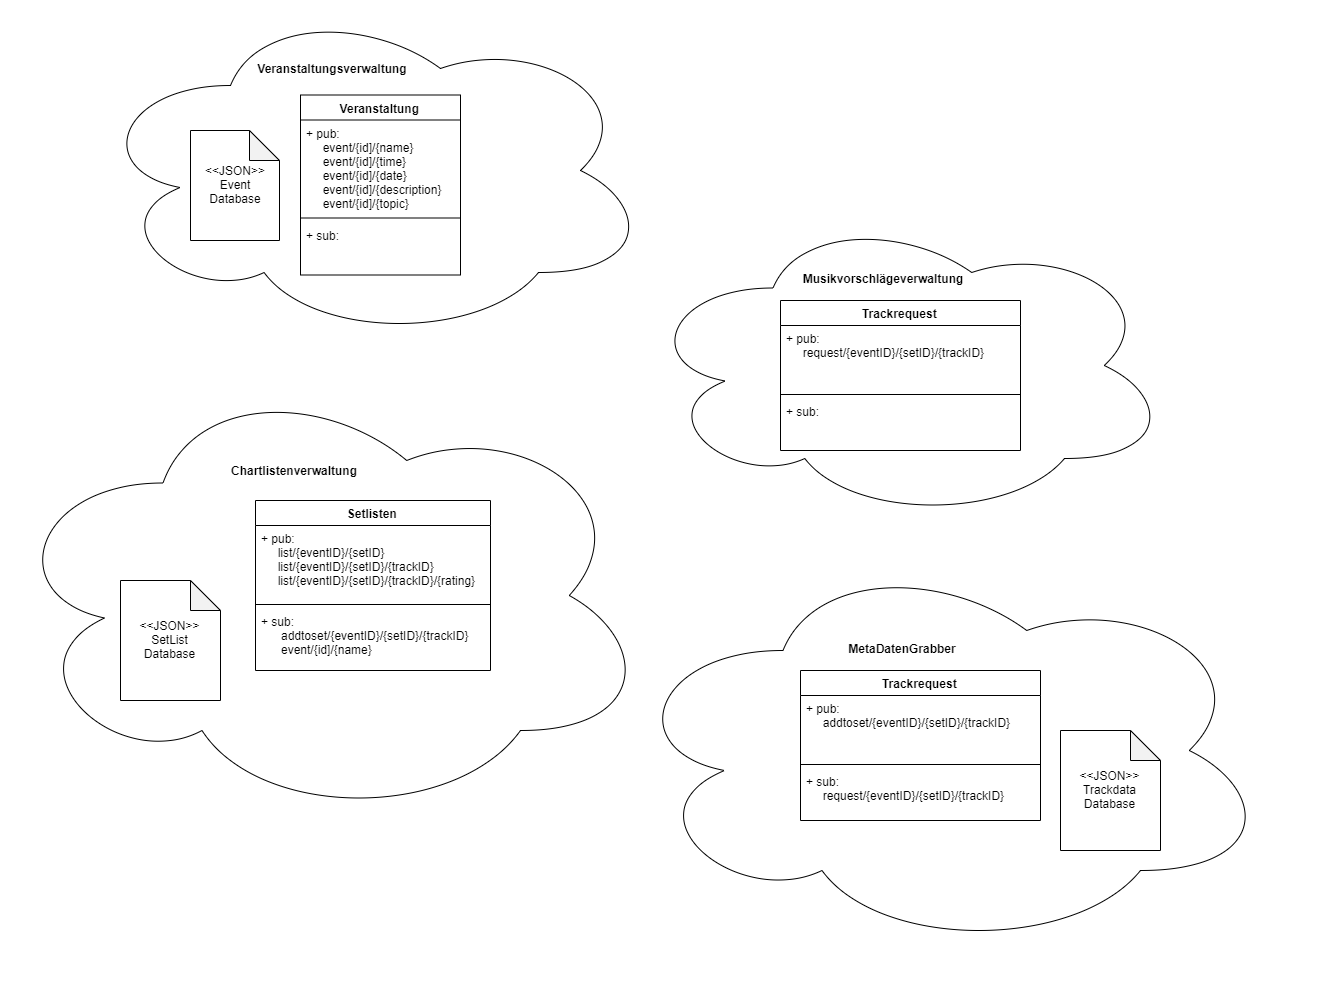 Veranstaltungsverwaltung
Veranstaltung
+ pub:
event/{id}/{name}
event/{id}/{time}
event/{id}/{date}
event/{id}/{description}
event/{id}/{topic}
+ sub:
<<JSON>>
Event
Database
Musikvorschlägeverwaltung
Trackrequest
+ pub:
request/{eventID}/{setID}/{trackID}
+ sub:
Chartlistenverwaltung
Setlisten
+ pub:
list/{eventID}/{setID}
list/{eventID}/{setID}/{trackID}
list/{eventID}/{setID}/{trackID}/{rating}
+ sub:
addtoset/{eventID}/{setID}/{trackID}
event/{id}/{name}
<<JSON>>
SetList
Database
MetaDatenGrabber
Trackrequest
+ pub:
addtoset/{eventID}/{setID}/{trackID}
+ sub:
request/{eventID}/{setID}/{trackID}
<<JSON>>
Trackdata
Database